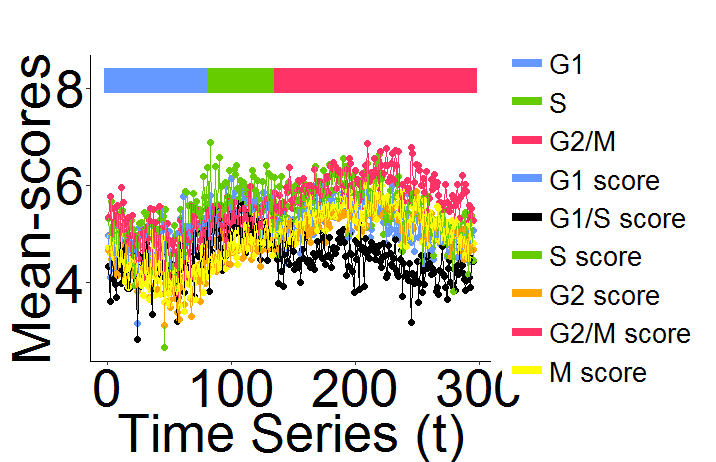 Mean-scores
8
6
4
0 100 200 300
Time Series (t)
G1
S
G2/M
G1 score
G1/S score
S score
G2 score
G2/M score
M score